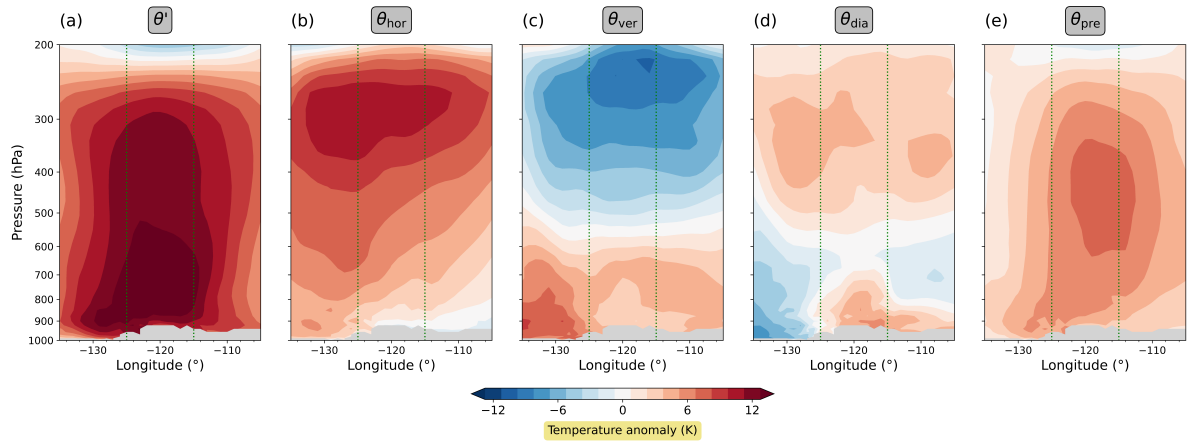 (a) θ'
(b) θhor
(c) θver
(d) θdia
(e) θpre
Pressure (hPa)
200
300
400
500
600
700
800
900
1000
−130 −120 −110
−130 −120 −110
−130 −120 −110
−130 −120 −110
−130 −120 −110
Longitude (°)
Longitude (°)
Longitude (°)
Longitude (°)
Longitude (°)
−12 −6 0 6 12
Temperature anomaly (K)